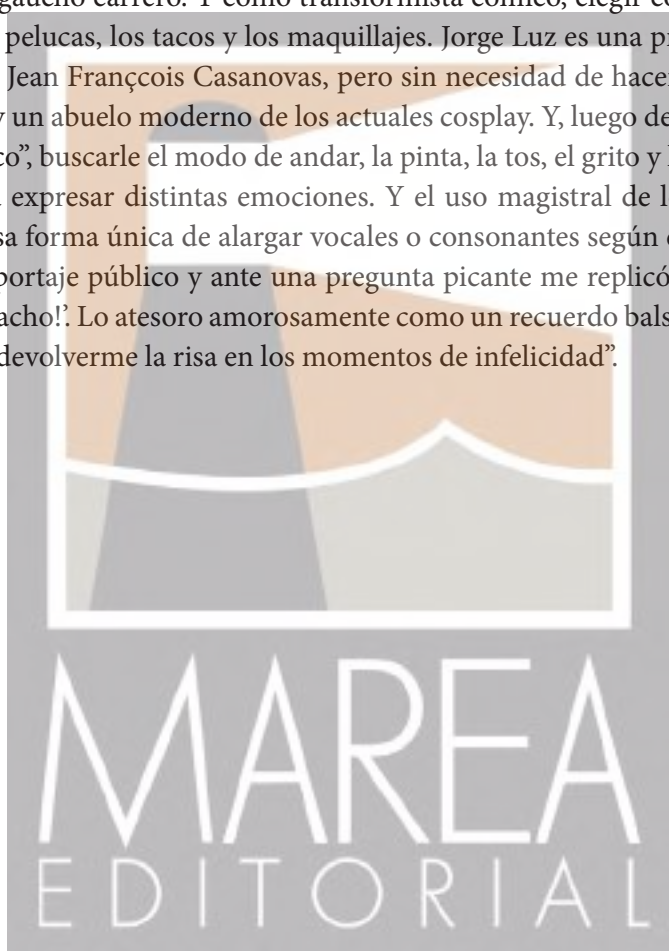 gaucho carrero. Y como transformista cómico, elegir co
pelucas, los tacos y los maquillajes. Jorge Luz es una p
Jean Françcois Casanovas, pero sin necesidad de hace
y un abuelo moderno de los actuales cosplay. Y, luego de
co”, buscarle el modo de andar, la pinta, la tos, el grito y
expresar distintas emociones. Y el uso magistral de l
sa forma única de alargar vocales o consonantes según
portaje público y ante una pregunta picante me replicó
acho!’. Lo atesoro amorosamente como un recuerdo bals
devolverme la risa en los momentos de infelicidad”.
MAREA
EDITORIAL